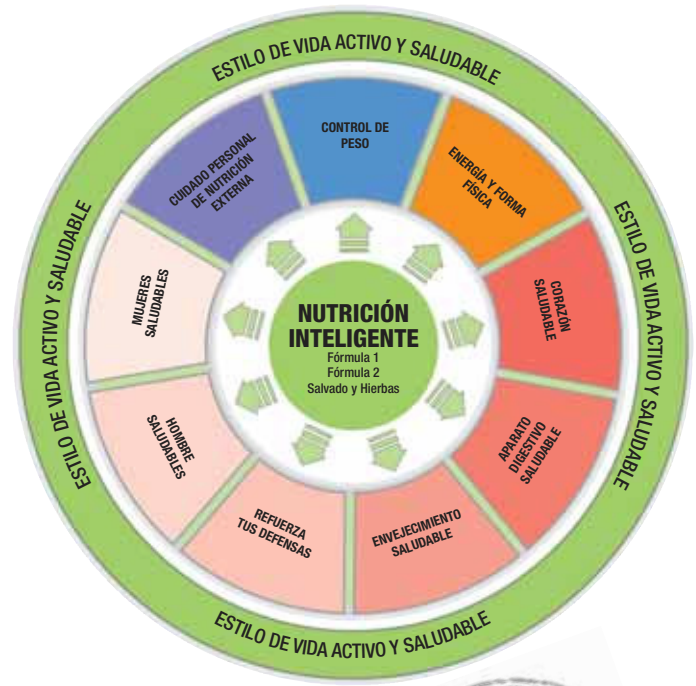 ESTILO DE VIDA ACTIVO Y SALUDABLE
CONTROL DE
PESO
ENERGÍA Y FORMA
FÍSICA
CORAZÓN
SALUDABLE
APARATO
DIGESTIVO
SALUDABLE
ENVEJECIMIENTO
SALUDABLE
REFUERZA
TUS DEFENSAS
HOMBRE
SALUDABLES
MUJERES
SALUDABLES
CUIDADO PERSONAL
DE NUTRICIÓN
EXTERNA
NUTRICIÓN
INTELIGENTE
Fórmula 1
Fórmula 2
Salvado y Hierbas
ESTILO DE VIDA ACTIVO Y SALUDABLE
ESTILO DE VIDA ACTIVO Y SALUDABLE
ESTILO DE VIDA ACTIVO Y SALUDABLE